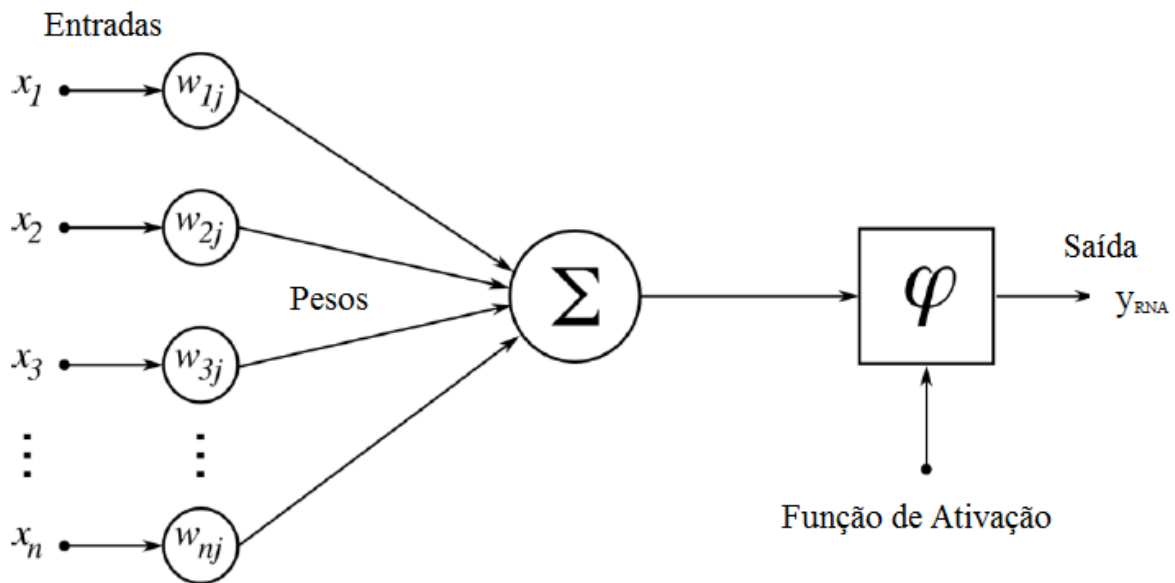 Entradas
x1 w1j
x2 w2j
Pesos
Σ
φ
Saída
yRNA
x3 w3j
⋮ ⋮
xn wnj
Função de Ativação